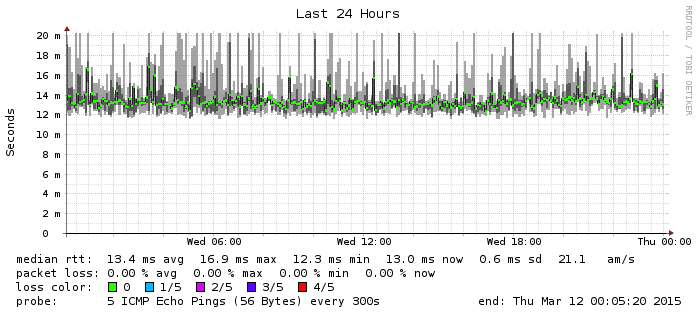 Last 24 Hours
RRDTOOL / TOBI OETIKER
Seconds
20 m
18 m
16 m
14 m
12 m
10 m
8 m
6 m
4 m
2 m
0
Wed 06:00 Wed 12:00 Wed 18:00 Thu 00:00
median rtt: 13.4 ms avg 16.9 ms max 12.3 ms min 13.0 ms now 0.6 ms sd 21.1 am/s
packet loss: 0.00 % avg 0.00 % max 0.00 % min 0.00 % now
loss color: 0 1/5 2/5 3/5 4/5
probe: 5 ICMP Echo Pings (56 Bytes) every 300s end: Thu Mar 12 00:05:20 2015